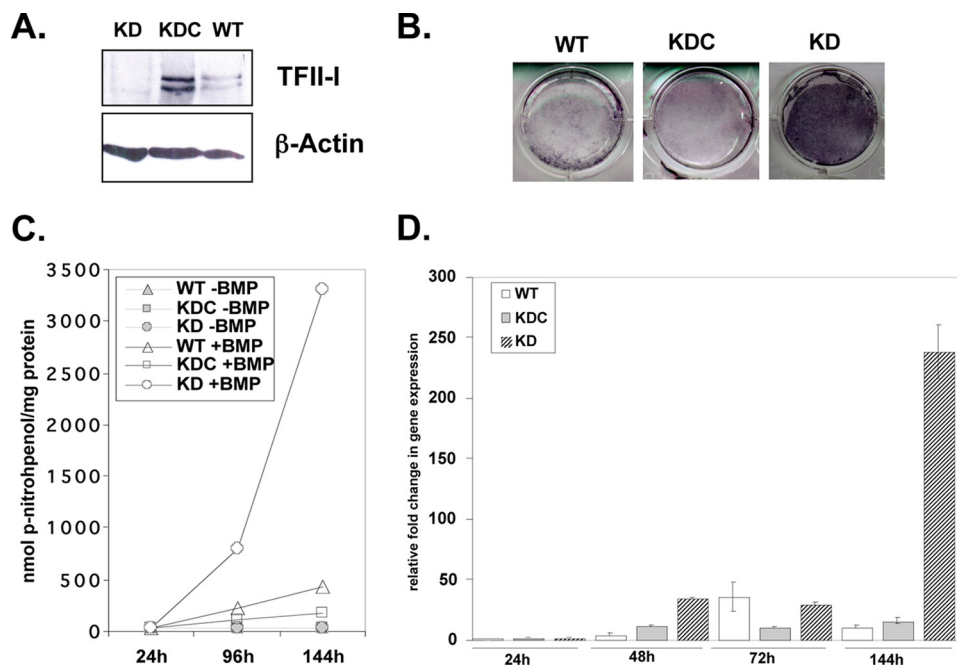 A.
KD KDC WT
TFII-I
β-Actin
B.
WT KDC KD
C.
nmol p-nitrohpenol/mg protein
3500
3000
2500
2000
1500
1000
500
0
WT -BMP
KDC -BMP
KD -BMP
WT +BMP
KDC +BMP
KD +BMP
24h 96h 144h
D.
relative fold change in gene expression
300
250
200
150
100
50
0
WT
KDC
KD
24h 48h 72h 144h